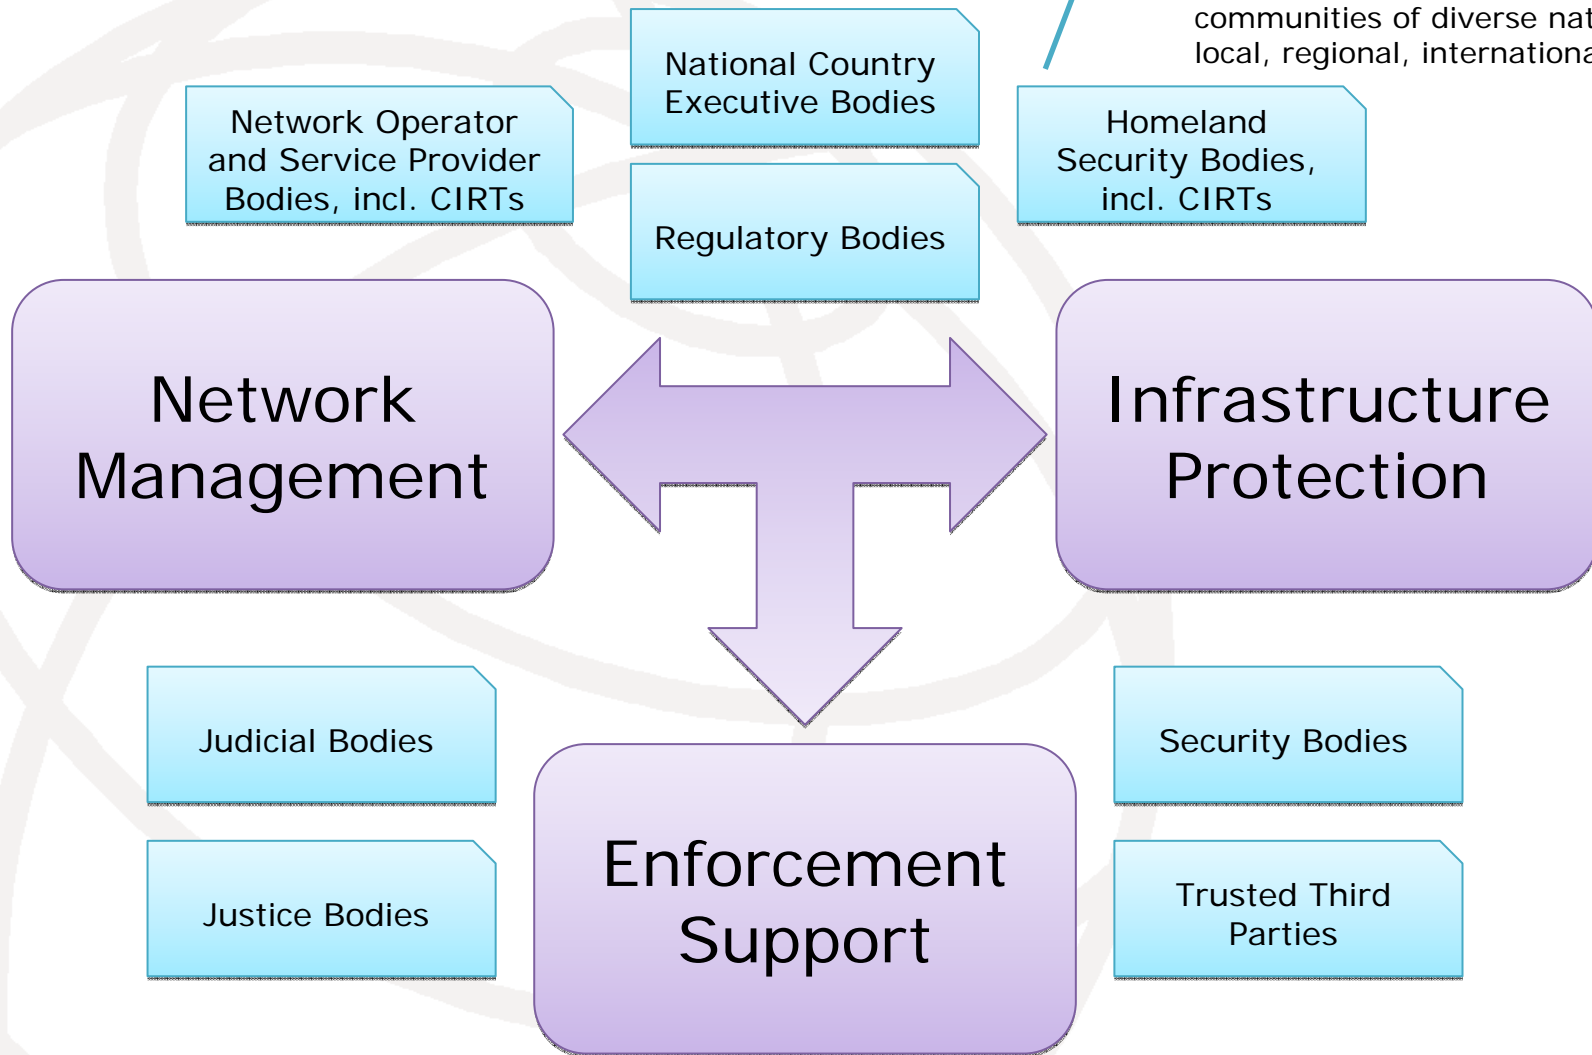 communities of diverse
local, regional,
National Country
Executive Bodies
Network Operator
and Service Provider
Bodies, incl. CIRTs
Homeland
Security Bodies,
incl. CIRTs
Regulatory Bodies
Network
Management
Infrastructure
Protection
Judicial Bodies
Security Bodies
Enforcement
Support
Justice Bodies
Trusted Third
Parties